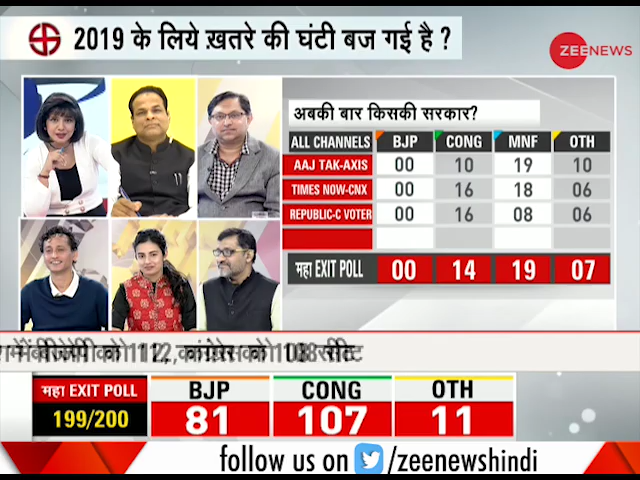 2019 के लिये ख़तरे की घंटी बज गई है ?
ZEENEWS
अबकी बार किसकी सरकार?
ALL CHANNELS BJP CONG MNF OTH
AAJ TAK-AXIS 00 10 19 10
TIMES NOW-CNX 00 16 18 06
REPUBLIC-C VOTER 00 16 08 06
महा EXIT POLL 00 14 19 07
महा EXIT POLL BJP CONG OTH
199/200 81 107 11
follow us on /zeenewshindi